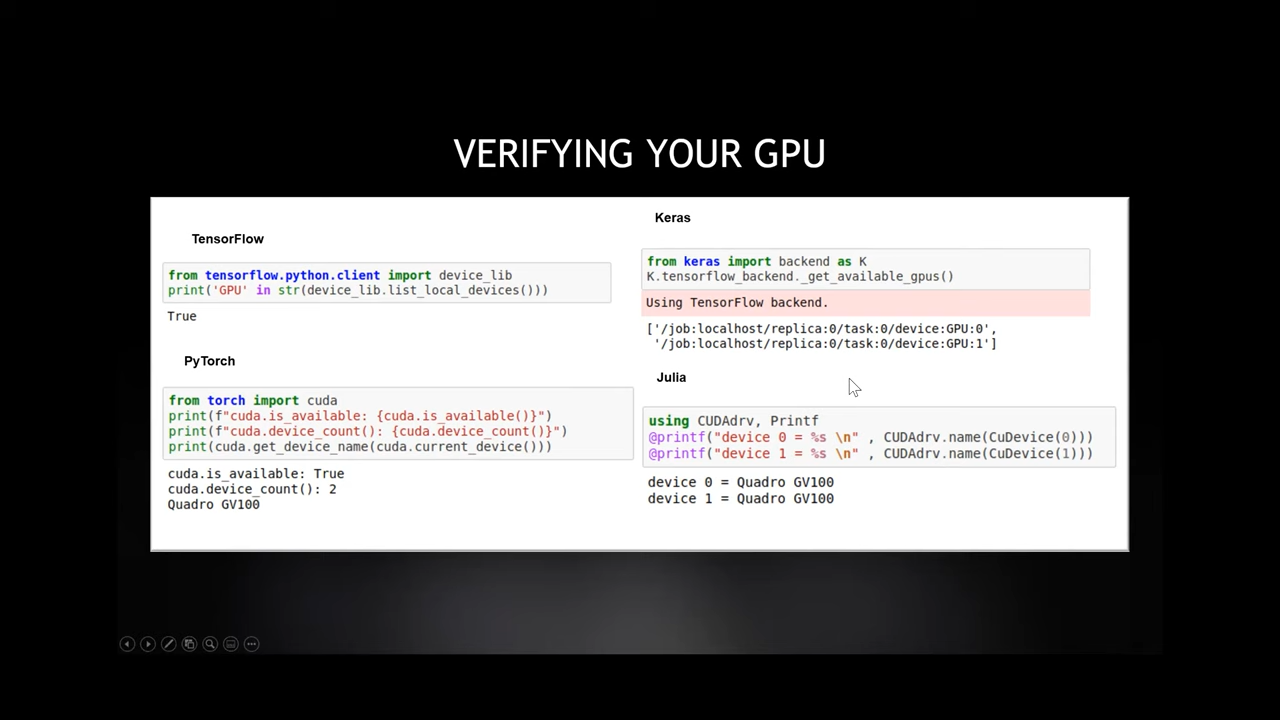 VERIFYING YOUR GPU
TensorFlow
from tensorflow.python.client import device_lib
print('GPU' in str(device_lib.list_local_devices()))
True
PyTorch
from torch import cuda
print(f"cuda.is_available: {cuda.is_available()}")
print(f"cuda.device_count(): {cuda.device_count()}")
print(cuda.get_device_name(cuda.current_device()))
cuda.is_available: True
cuda.device_count(): 2
Quadro GV100
Keras
from keras import backend as K
K.tensorflow_backend._get_available_gpus()
Using TensorFlow backend.
['/job:localhost/replica:0/task:0/device:GPU:0',
'/job:localhost/replica:0/task:0/device:GPU:1']
Julia
using CUDAdrv, Printf
@printf("device 0 = %s \n" , CUDAdrv.name(CuDevice(0)))
@printf("device 1 = %s \n" , CUDAdrv.name(CuDevice(1)))
device 0 = Quadro GV100
device 1 = Quadro GV100